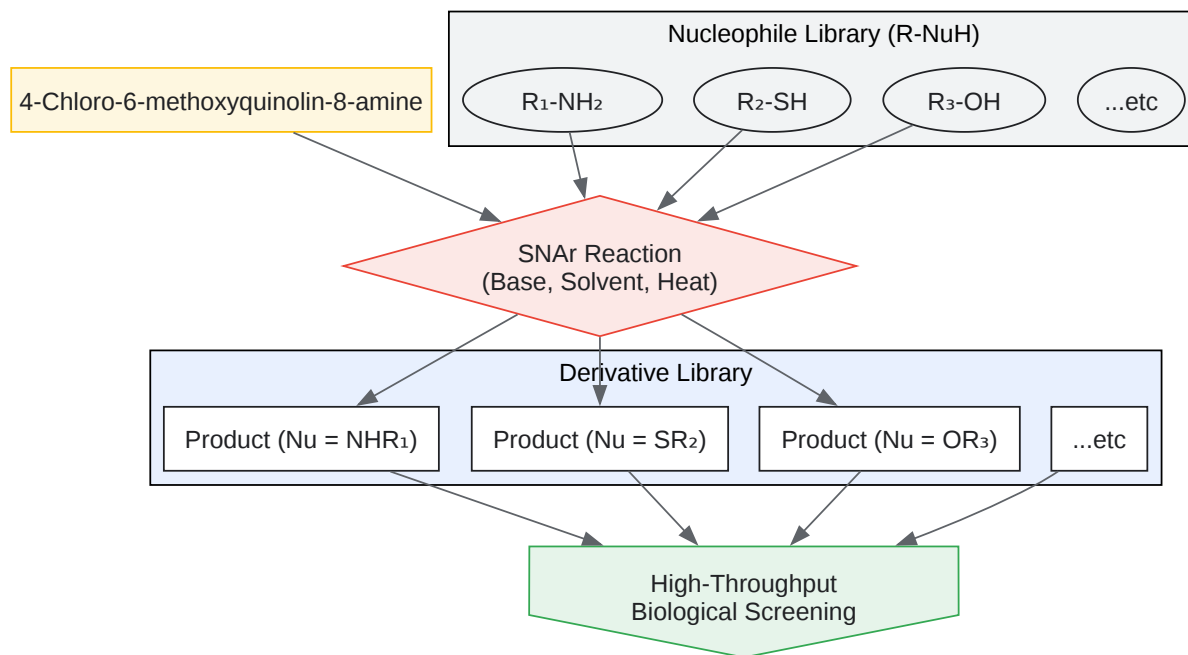 Nucleophile Library (R-NuH)
4-Chloro-6-methoxyquinolin-8-amine
R₁-NH₂
R₂-SH
R₃-OH
...etc
SNAr Reaction
(Base, Solvent, Heat)
Derivative Library
Product (Nu = NHR₁)
Product (Nu = SR₂)
Product (Nu = OR₃)
...etc
High-Throughput
Biological Screening